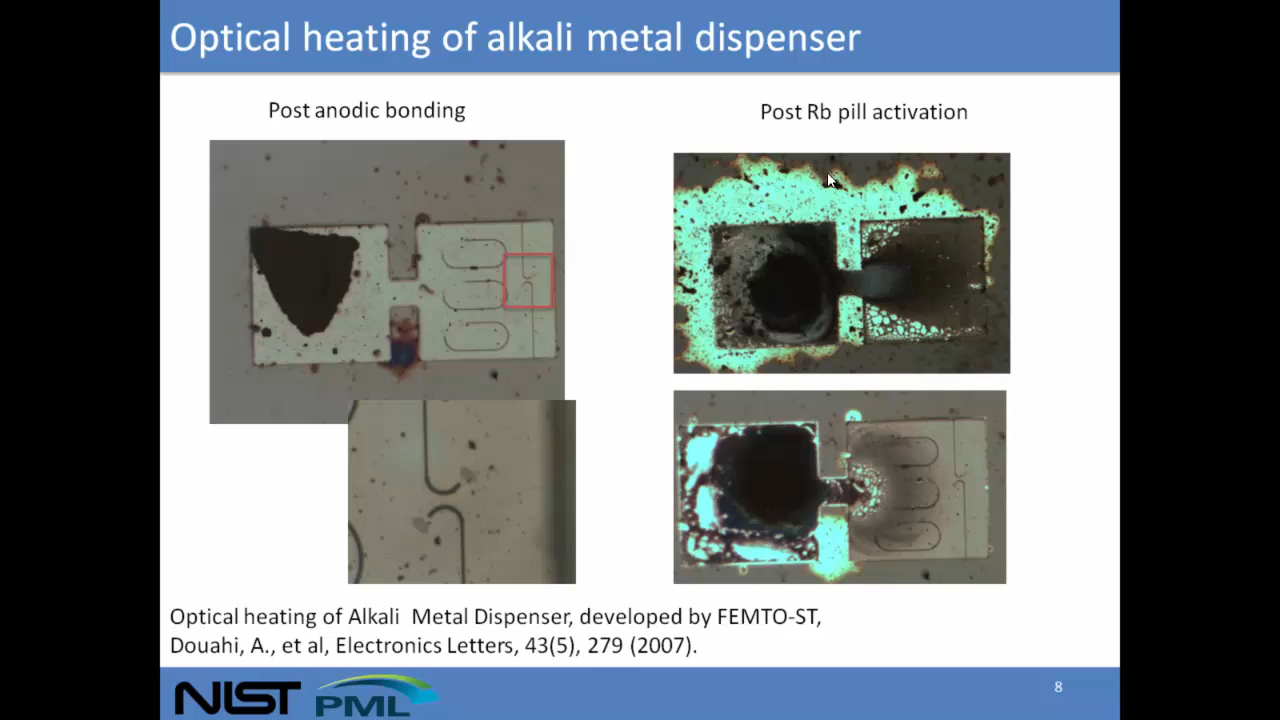 Optical heating of alkali metal dispenser
Post anodic bonding
Post Rb pill activation
Optical heating of Alkali Metal Dispenser, developed by FEMTO-ST,
Douahi, A., et al, Electronics Letters, 43(5), 279 (2007).
NIST PML
8